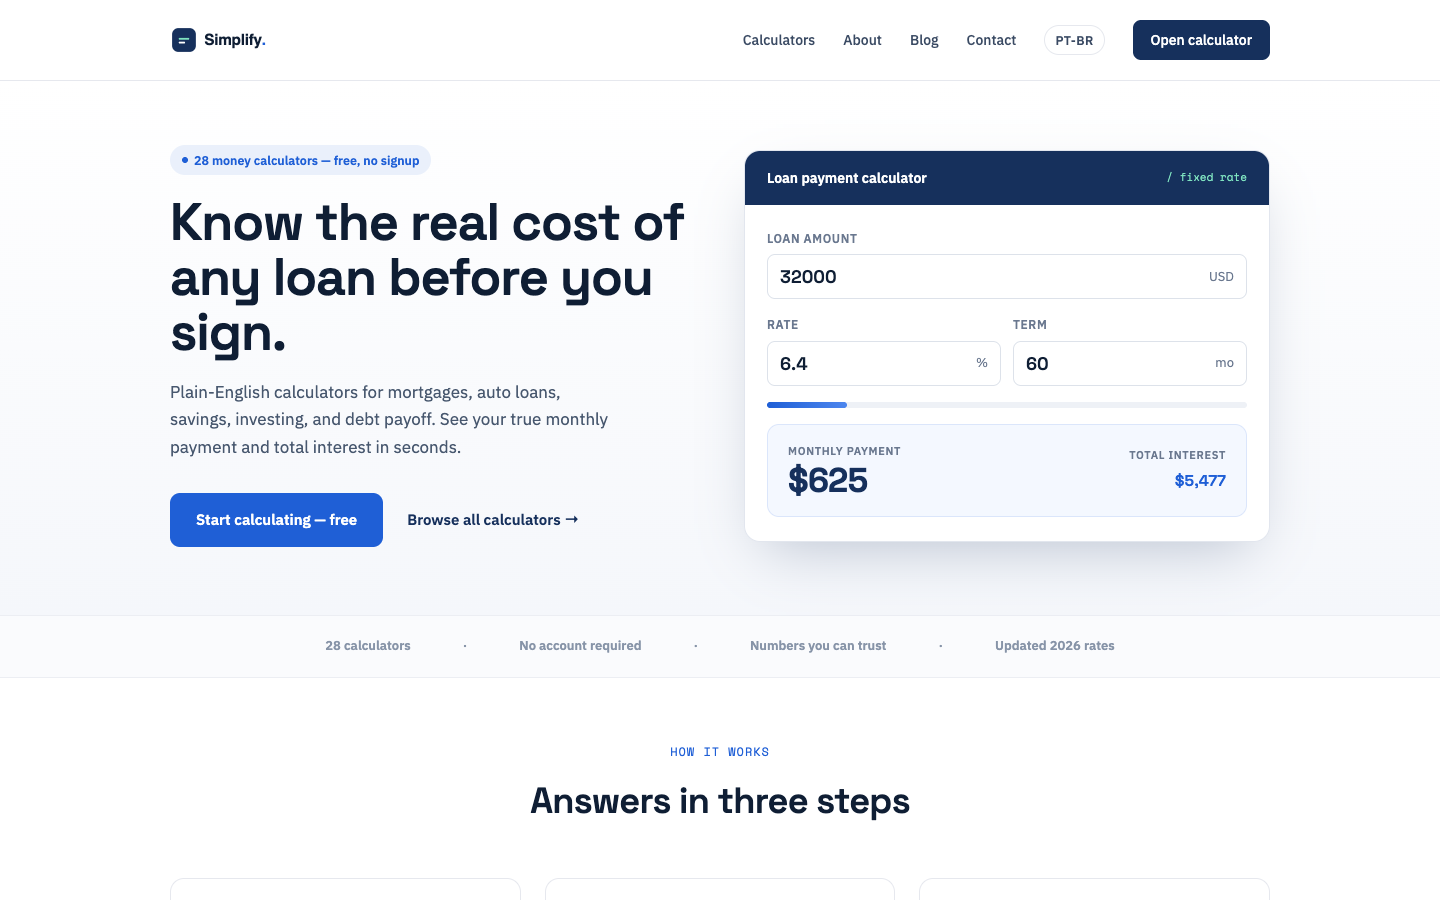 Simplify.
Calculators
About
Blog
Contact
PT-BR
Open calculator
28 money calculators — free, no signup
Know the real cost of
any loan before you
sign.
Plain-English calculators for mortgages, auto loans,
savings, investing, and debt payoff. See your true monthly
payment and total interest in seconds.
Start calculating — free
Browse all calculators →
Loan payment calculator
/ fixed rate
LOAN AMOUNT
32000 USD
RATE
6.4 %
TERM
60 mo
MONTHLY PAYMENT
$625
TOTAL INTEREST
$5,477
28 calculators · No account required · Numbers you can trust · Updated 2026 rates
HOW IT WORKS
Answers in three steps